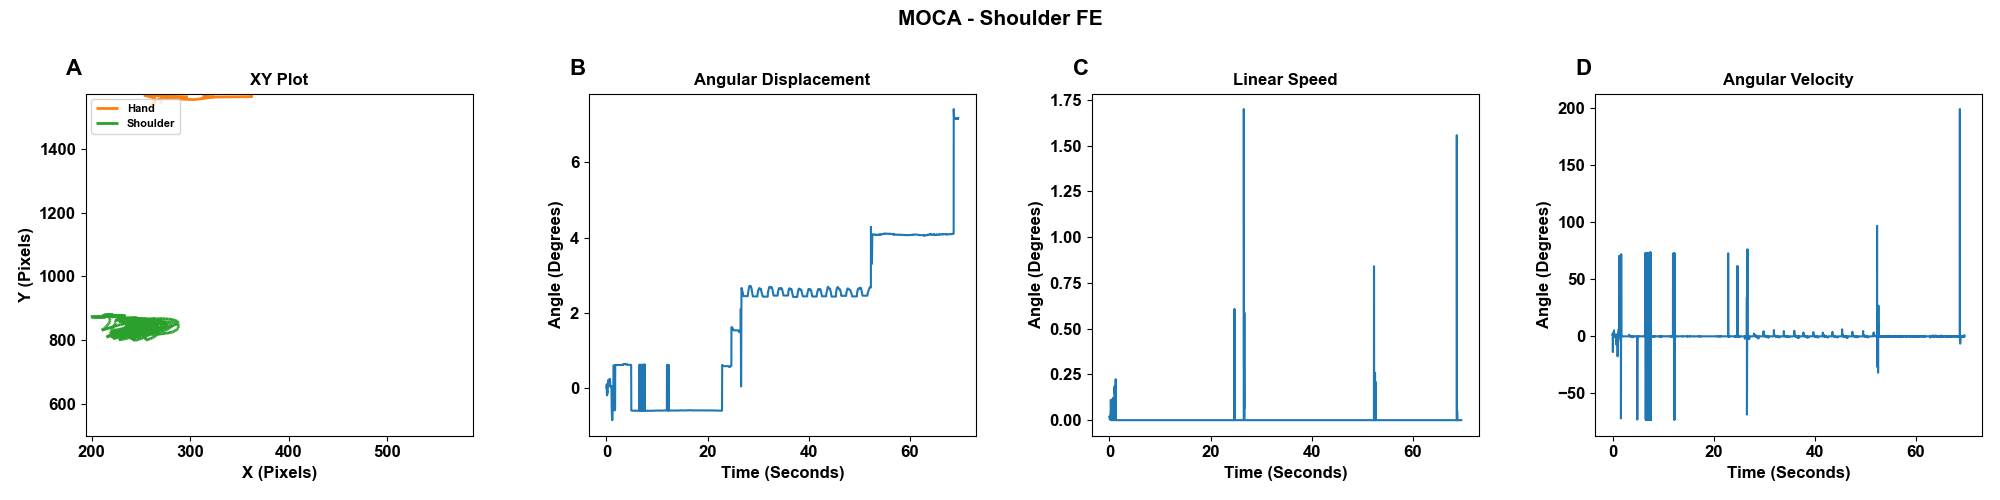 MOCA - Shoulder FE
A
XY Plot
Hand
Shoulder
1400
1200
1000
800
600
Y (Pixels)
200
300
400
500
X (Pixels)
B
Angular Displacement
6
4
2
0
Angle (Degrees)
0
20
40
60
Time (Seconds)
C
Linear Speed
1.75
1.50
1.25
1.00
0.75
0.50
0.25
0.00
Angle (Degrees)
0
20
40
60
Time (Seconds)
D
Angular Velocity
200
150
100
50
0
−50
Angle (Degrees)
0
20
40
60
Time (Seconds)